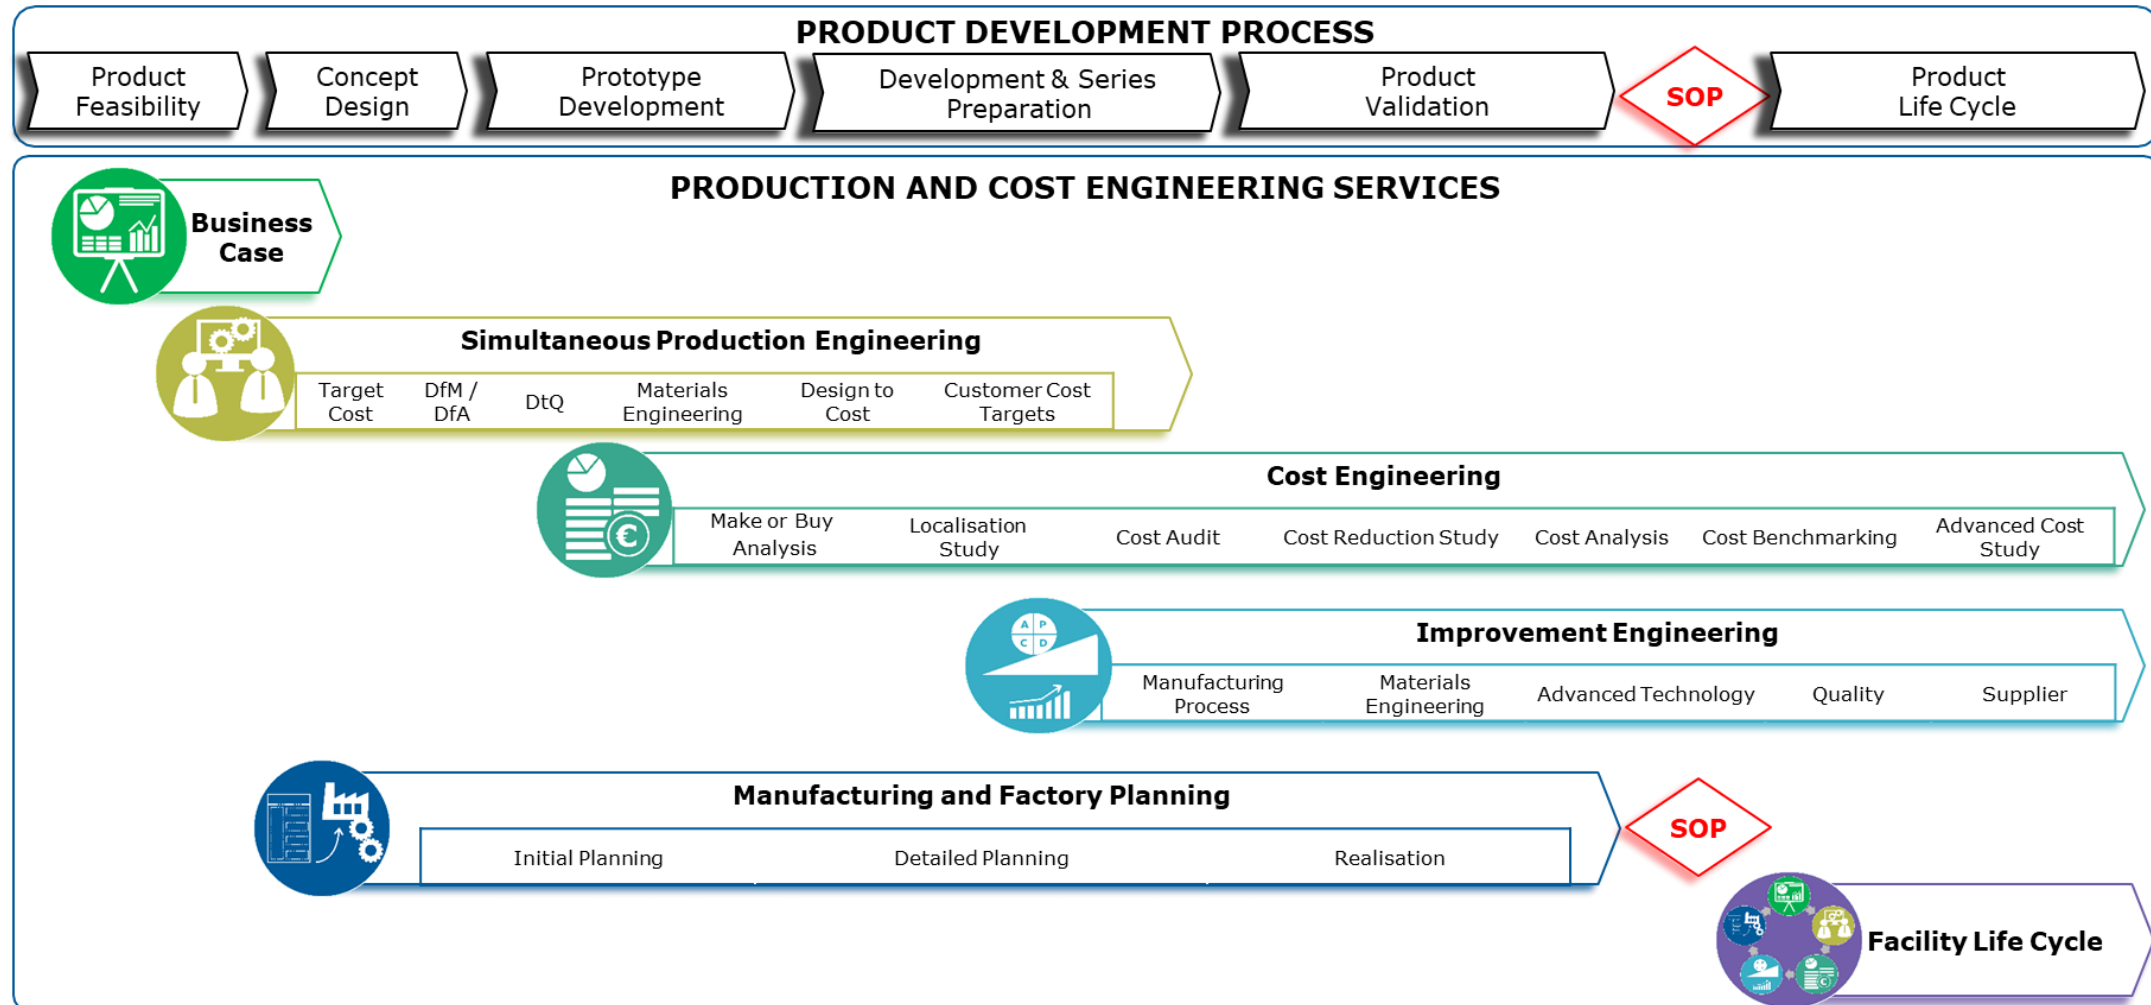 PRODUCT DEVELOPMENT PROCESS
Product
Feasibility
Concept
Design
Prototype
Development
Development & Series
Preparation
Product
Validation
SOP
Product
Life Cycle
PRODUCTION AND COST ENGINEERING SERVICES
Business
Case
Simultaneous Production Engineering
Target
Cost
DfM /
DfA
DtQ
Materials
Engineering
Design to
Cost
Customer Cost
Targets
Cost Engineering
€
Make or Buy
Analysis
Localisation
Study
Cost Audit
Cost Reduction Study
Cost Analysis
Cost Benchmarking
Advanced Cost
Study
Improvement Engineering
A P
C D
Manufacturing
Process
Materials
Engineering
Advanced Technology
Quality
Supplier
Manufacturing and Factory Planning
Initial Planning
Detailed Planning
Realisation
SOP
Facility Life Cycle